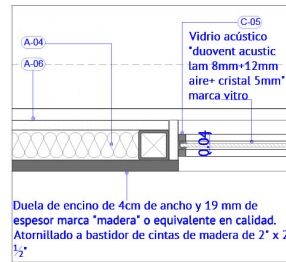 C-05
A-04
A-06
Vidrio acústico
"duovent acustic
lam 8mm+12mm
aire+ cristal 5mm"
marca vitro
0.04
Duela de encino de 4cm de ancho y 19 mm de
espesor marca "madera" o equivalente en calidad.
Atornillado a bastidor de cintas de madera de 2" x 2
½"